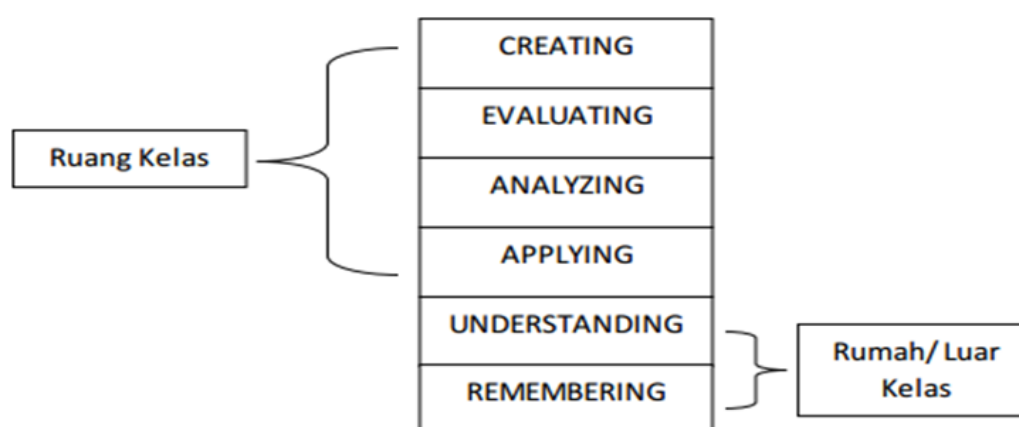 CREATING
EVALUATING
Ruang Kelas
ANALYZING
APPLYING
UNDERSTANDING
REMEMBERING
Rumah/ Luar
Kelas